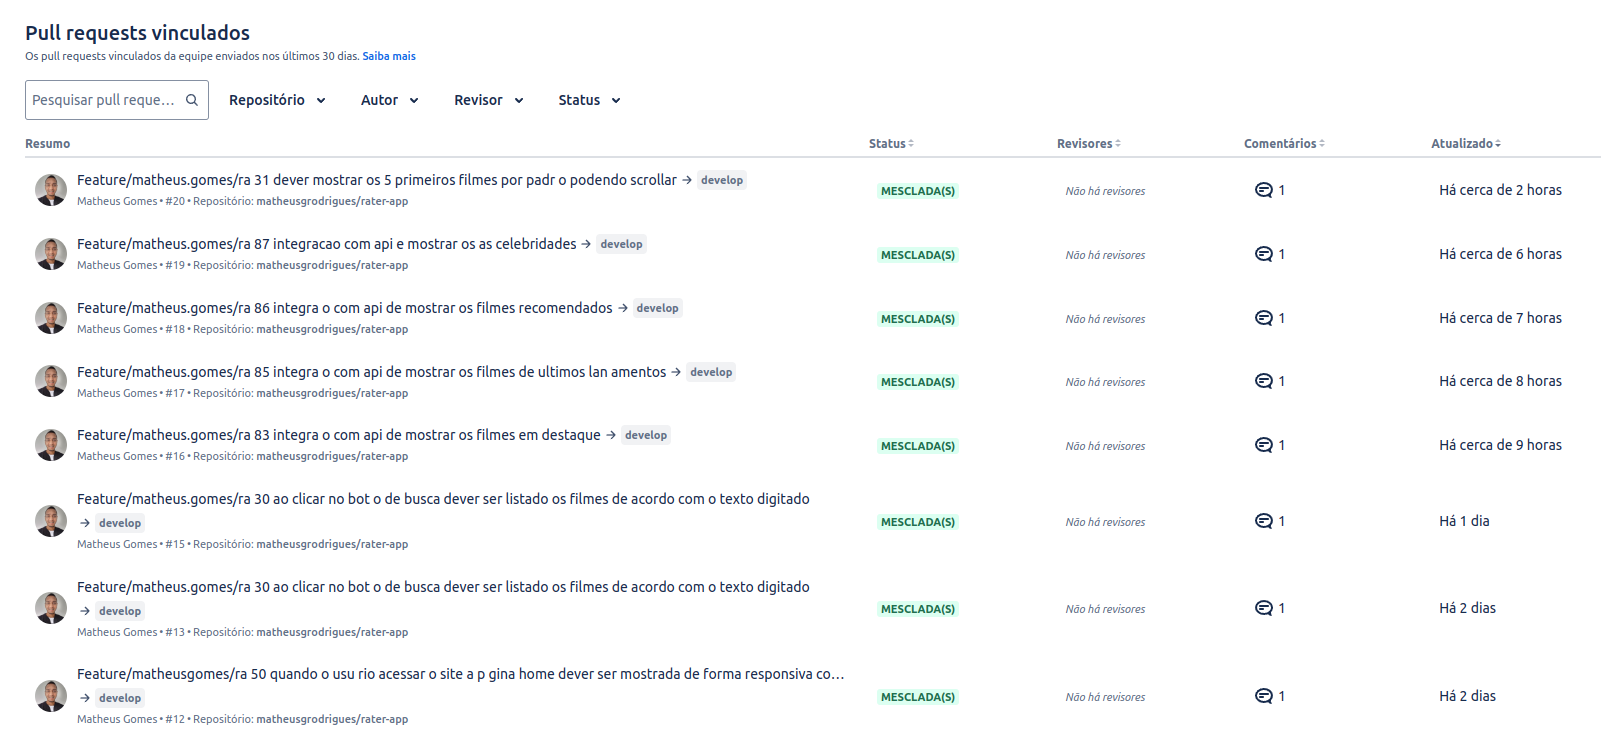 Pull requests vinculados
Os pull requests vinculados da equipe enviados nos últimos 30 dias. Saiba mais
Pesquisar pull reque... Repositório Autor Revisor Status
Resumo Status Revisores Comentários Atualizado
Feature/matheus.gomes/ra 31 dever mostrar os 5 primeiros filmes por padr o podendo scrollar → develop
Matheus Gomes • #20 • Repositório: matheusgrodrigues/rater-app
MESCLADA(S) Não há revisores 1 Há cerca de 2 horas
Feature/matheus.gomes/ra 87 integracao com api e mostrar os as celebridades → develop
Matheus Gomes • #19 • Repositório: matheusgrodrigues/rater-app
MESCLADA(S) Não há revisores 1 Há cerca de 6 horas
Feature/matheus.gomes/ra 86 integra o com api de mostrar os filmes recomendados → develop
Matheus Gomes • #18 • Repositório: matheusgrodrigues/rater-app
MESCLADA(S) Não há revisores 1 Há cerca de 7 horas
Feature/matheus.gomes/ra 85 integra o com api de mostrar os filmes de ultimos lan amentos → develop
Matheus Gomes • #17 • Repositório: matheusgrodrigues/rater-app
MESCLADA(S) Não há revisores 1 Há cerca de 8 horas
Feature/matheus.gomes/ra 83 integra o com api de mostrar os filmes em destaque → develop
Matheus Gomes • #16 • Repositório: matheusgrodrigues/rater-app
MESCLADA(S) Não há revisores 1 Há cerca de 9 horas
Feature/matheus.gomes/ra 30 ao clicar no bot o de busca dever ser listado os filmes de acordo com o texto digitado
→ develop
Matheus Gomes • #15 • Repositório: matheusgrodrigues/rater-app
MESCLADA(S) Não há revisores 1 Há 1 dia
Feature/matheus.gomes/ra 30 ao clicar no bot o de busca dever ser listado os filmes de acordo com o texto digitado
→ develop
Matheus Gomes • #13 • Repositório: matheusgrodrigues/rater-app
MESCLADA(S) Não há revisores 1 Há 2 dias
Feature/matheusgomes/ra 50 quando o usu rio acessar o site a p gina home dever ser mostrada de forma responsiva co...
→ develop
Matheus Gomes • #12 • Repositório: matheusgrodrigues/rater-app
MESCLADA(S) Não há revisores 1 Há 2 dias